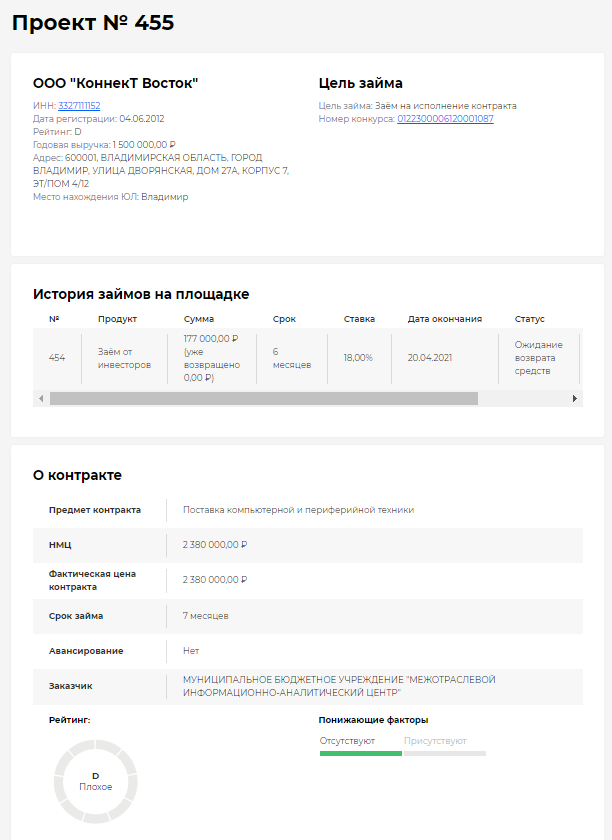 Проект № 455
ООО "КоннекТ Восток"
ИНН: 3327111152
Дата регистрации: 04.06.2012
Рейтинг: D
Годовая выручка: 1 500 000,00 ₽
Адрес: 600001, ВЛАДИМИРСКАЯ ОБЛАСТЬ, ГОРОД
ВЛАДИМИР, УЛИЦА ДВОРЯНСКАЯ, ДОМ 27А, КОРПУС 7,
ЭТ/ПОМ 4/12
Место нахождения ЮЛ: Владимир
Цель займа
Цель займа: Заём на исполнение контракта
Номер конкурса: 0122300006120001087
История займов на площадке
№ Продукт Сумма Срок Ставка Дата окончания Статус
454
Заём от
инвесторов
177 000,00 ₽
(уже
возвращено
0,00 ₽)
6
месяцев
18,00%
20.04.2021
Ожидание
возврата
средств
О контракте
Предмет контракта Поставка компьютерной и периферийной техники
НМЦ 2 380 000,00 ₽
Фактическая цена
контракта
2 380 000,00 ₽
Срок займа 7 месяцев
Авансирование Нет
Заказчик
МУНИЦИПАЛЬНОЕ БЮДЖЕТНОЕ УЧРЕЖДЕНИЕ "МЕЖОТРАСЛЕВОЙ
ИНФОРМАЦИОННО-АНАЛИТИЧЕСКИЙ ЦЕНТР"
Рейтинг:
D
Плохое
Понижающие факторы
Отсутствуют Присутствуют